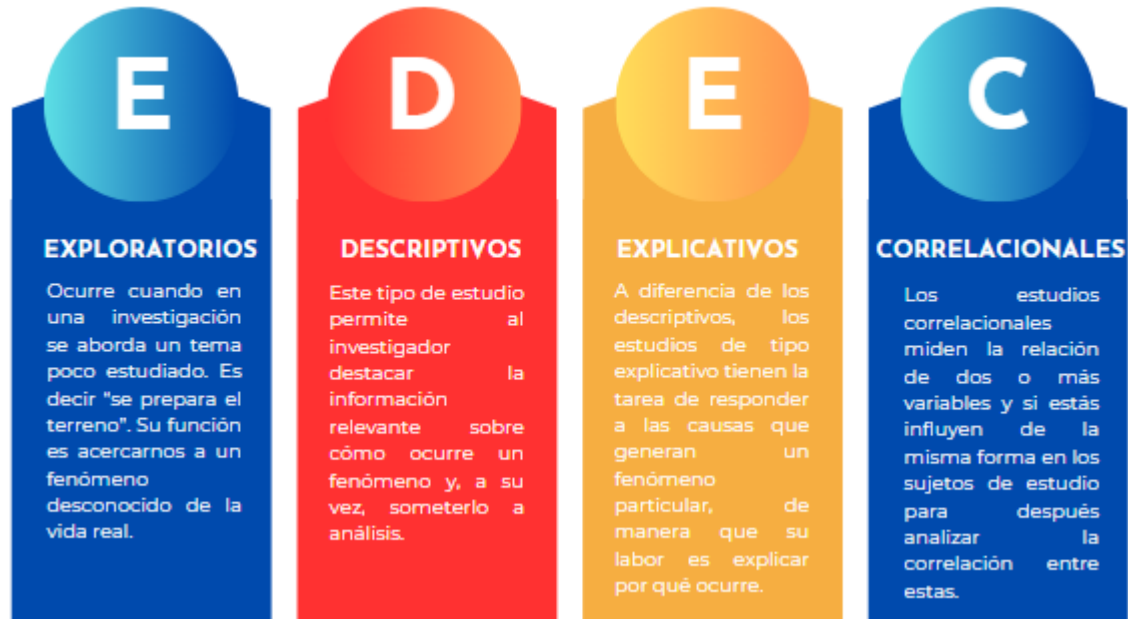 E
EXPLORATORIOS
Ocurre cuando en
una investigación
se aborda un tema
poco estudiado. Es
decir "se prepara el
terreno". Su función
es acercarnos a un
fenómeno
desconocido de la
vida real.
D
DESCRIPTIVOS
Este tipo de estudio
permite al
investigador
destacar la
información
relevante sobre
cómo ocurre un
fenómeno y, a su
vez, someterlo a
análisis.
E
EXPLICATIVOS
A diferencia de los
descriptivos, los
estudios de tipo
explicativo tienen la
tarea de responder
a las causas que
generan un
fenómeno
particular, de
manera que su
labor es explicar
por qué ocurre.
C
CORRELACIONALES
Los estudios
correlacionales
miden la relación
de dos o más
variables y si estás
influyen de la
misma forma en los
sujetos de estudio
para después
analizar la
correlación entre
estas.